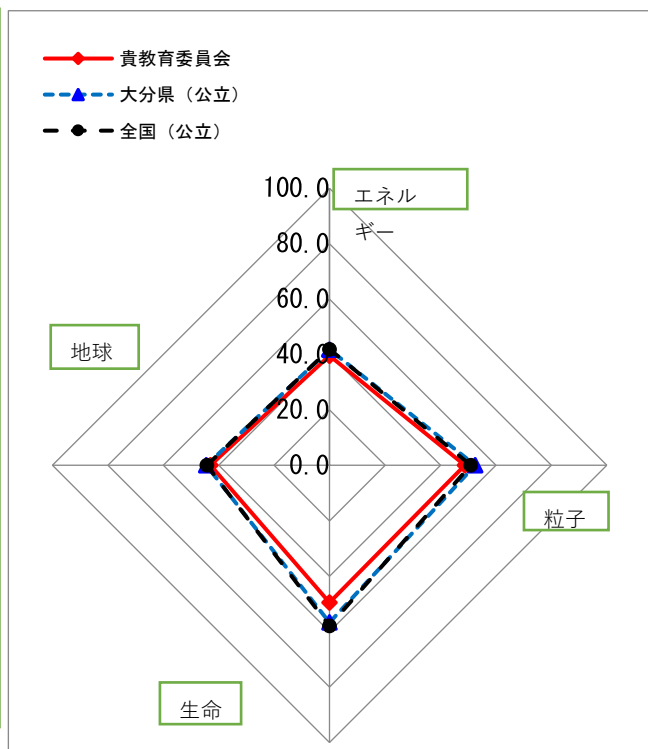 貴教育委員会
大分県（公立）
全国（公立）
100.0
エネル
ギー
80.0
60.0
地球
40.0
20.0
0.0
粒子
生命